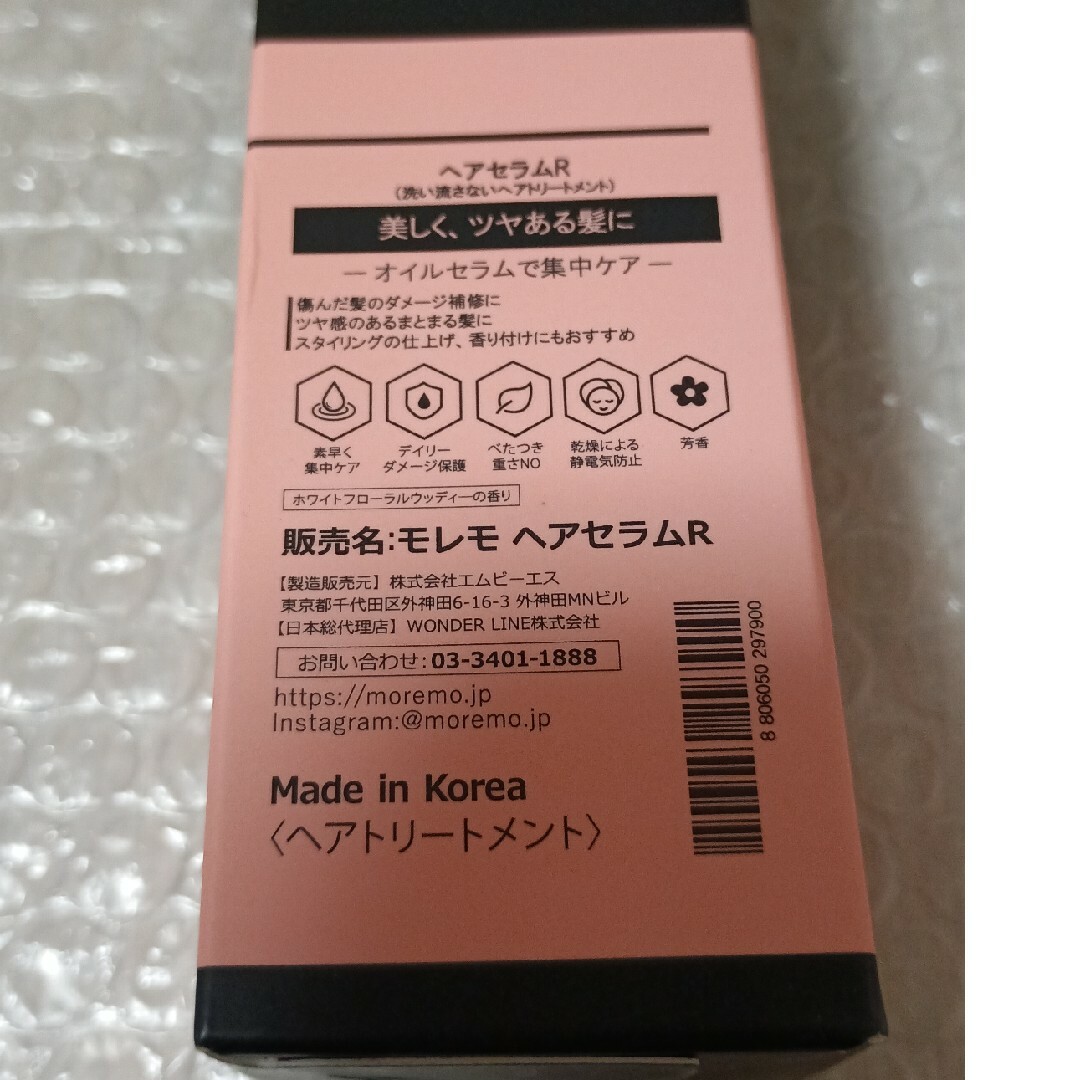 ヘアセラムR
（洗い流さないヘアトリートメント）
美しく、ツヤある髪に
― オイルセラムで集中ケア ―
傷んだ髪のダメージ補修に
ツヤ感のあるまとまる髪に
スタイリングの仕上げ、香り付けにもおすすめ
素早く
集中ケア
デイリー
ダメージ保護
べたつき
重さNO
乾燥による
静電気防止
芳香
ホワイトフローラルウッディーの香り
販売名:モレモ ヘアセラムR
【製造販売元】株式会社エムビーエス
東京都千代田区外神田6-16-3 外神田MNビル
【日本総代理店】WONDER LINE株式会社
お問い合わせ:03-3401-1888
https://moremo.jp
Instagram:@moremo.jp
Made in Korea
〈ヘアトリートメント〉
8 806050 297900